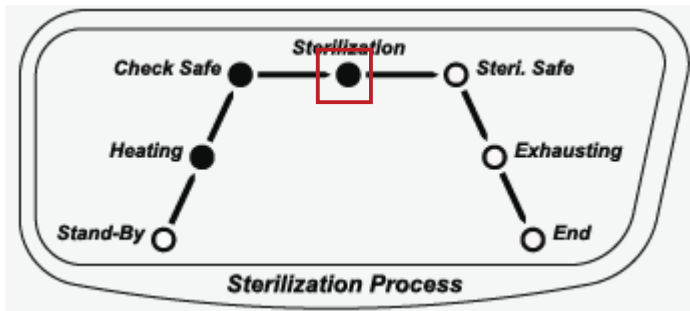 Sterilization
Check Safe
Steri. Safe
Heating
Exhausting
Stand-By
End
Sterilization Process